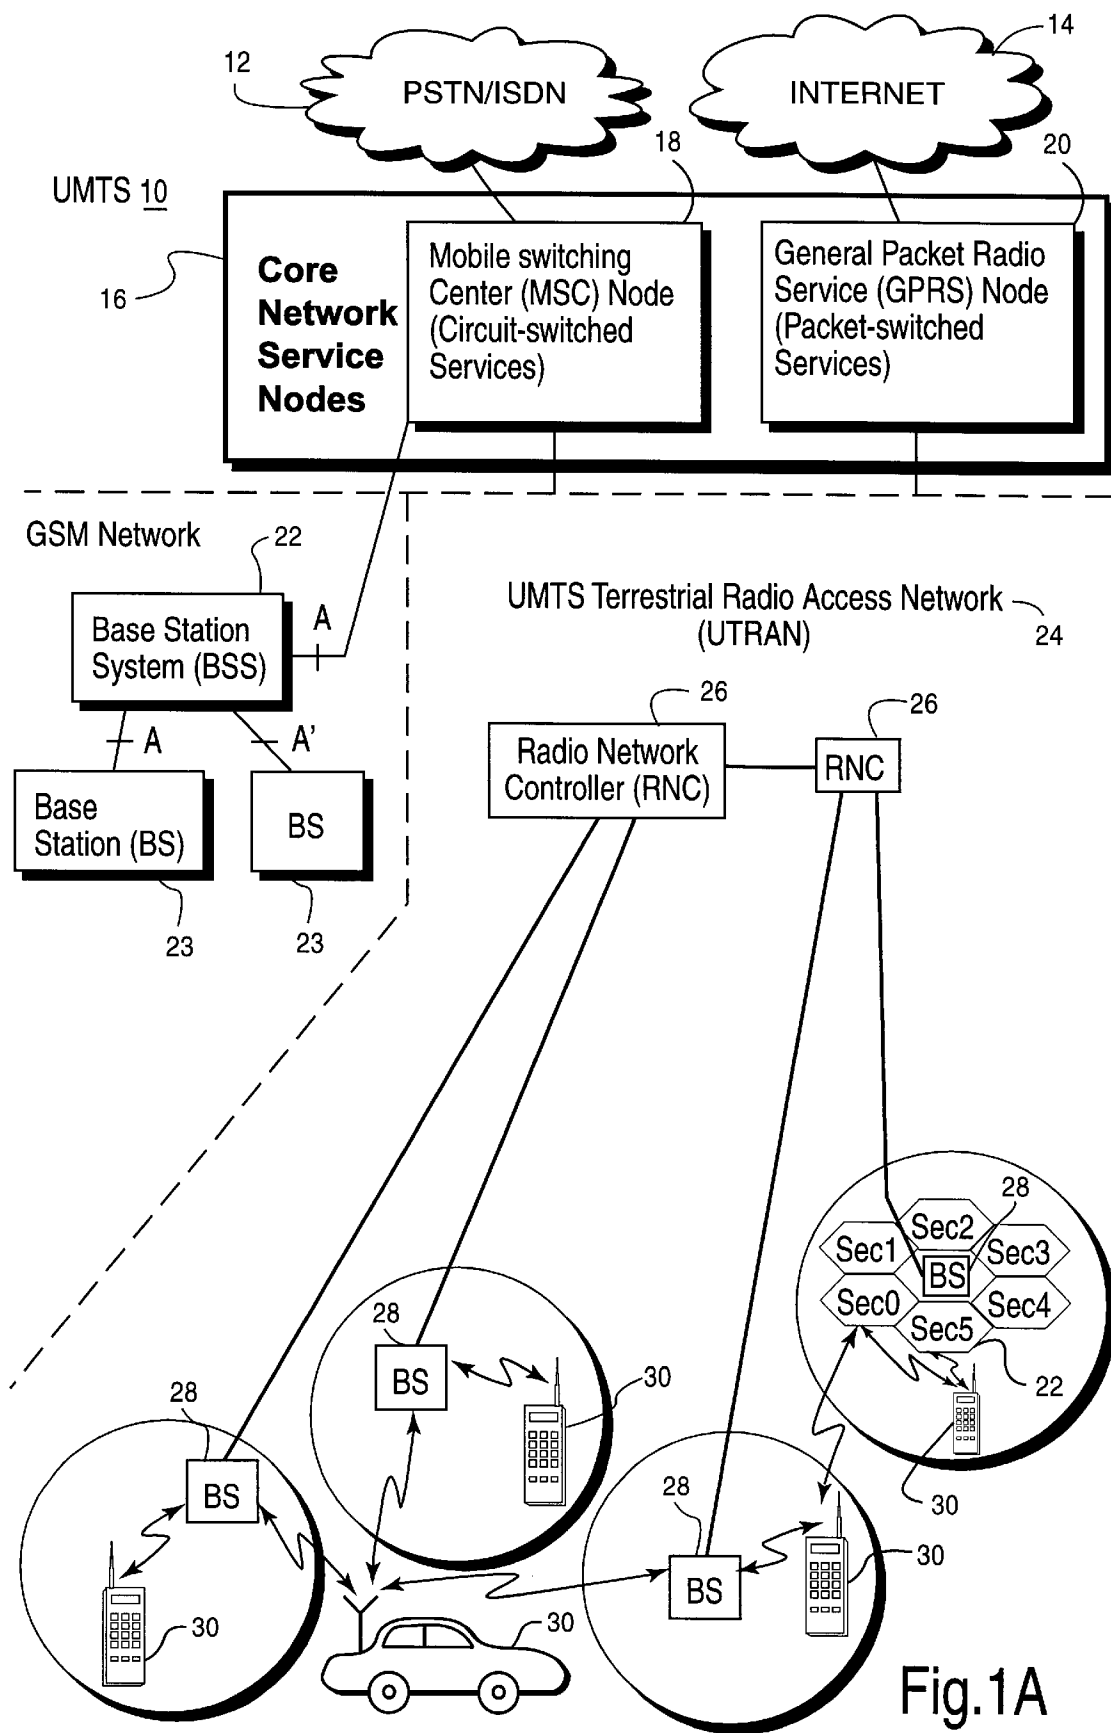 12
PSTN/ISDN
14
INTERNET
18
20
UMTS 10
16
Core
Network
Service
Nodes
Mobile switching
Center (MSC) Node
(Circuit-switched
Services)
General Packet Radio
Service (GPRS) Node
(Packet-switched
Services)
GSM Network
22
Base Station
System (BSS)
A
A
A'
Base
Station (BS)
BS
23
23
UMTS Terrestrial Radio Access Network
(UTRAN)
24
26
Radio Network
Controller (RNC)
26
RNC
28
Sec2
Sec1
Sec3
BS
Sec0
Sec4
Sec5
22
30
28
BS
30
28
BS
30
28
BS
30
30
Fig.1A